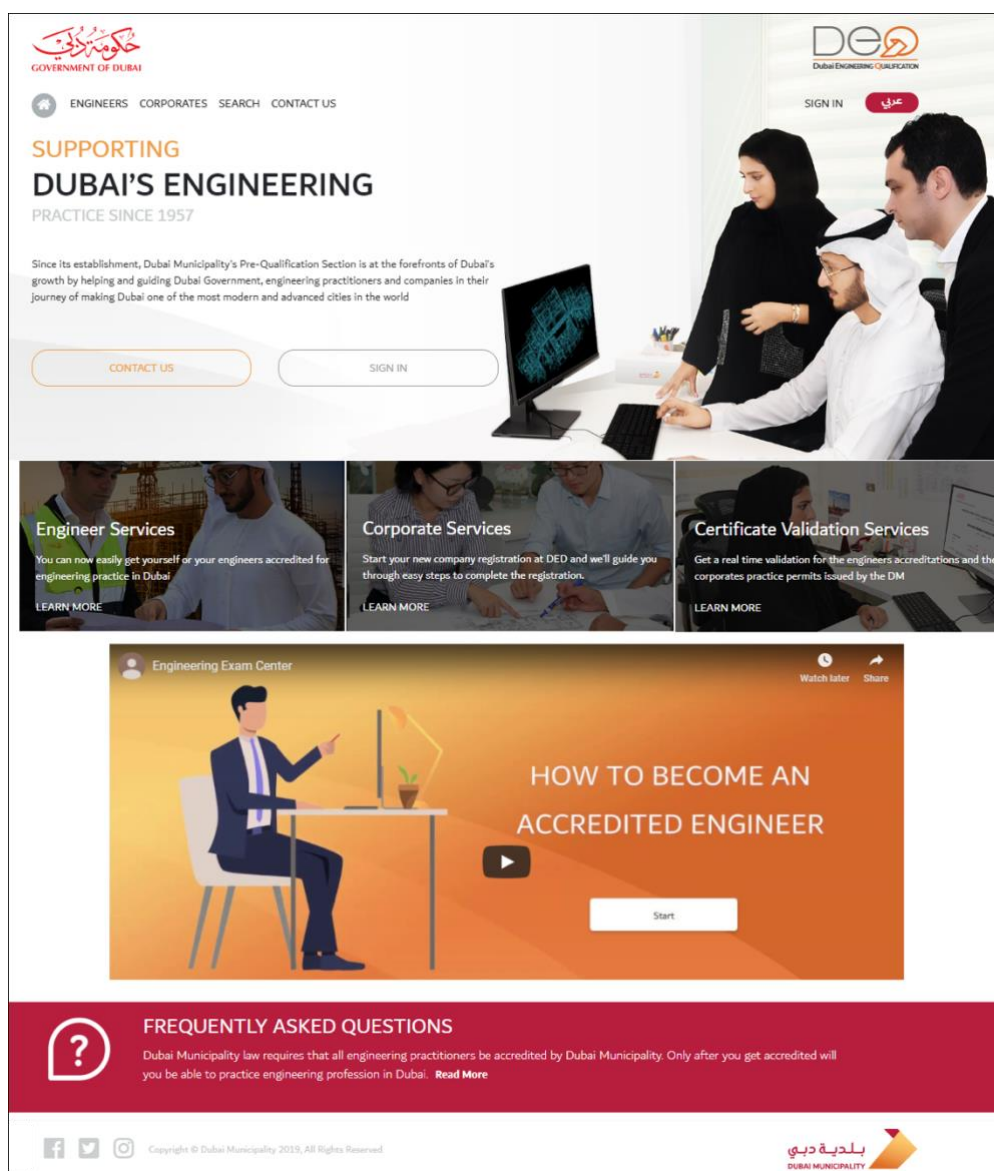 حكومة دبي
GOVERNMENT OF DUBAI
DEQ
Dubai ENGINEERING QUALIFICATION
ENGINEERS CORPORATES SEARCH CONTACT US
SIGN IN
عربي
SUPPORTING
DUBAI'S ENGINEERING
PRACTICE SINCE 1957
Since its establishment, Dubai Municipality's Pre-Qualification Section is at the forefronts of Dubai's
growth by helping and guiding Dubai Government, engineering practitioners and companies in their
journey of making Dubai one of the most modern and advanced cities in the world
CONTACT US
SIGN IN
Engineer Services
You can now easily get yourself or your engineers accredited for
engineering practice in Dubai
LEARN MORE
Corporate Services
Start your new company registration at DED and we'll guide you
through easy steps to complete the registration.
LEARN MORE
Certificate Validation Services
Get a real time validation for the engineers accreditations and the
corporates practice permits issued by the DM
LEARN MORE
Engineering Exam Center
Watch later
Share
HOW TO BECOME AN
ACCREDITED ENGINEER
Start
FREQUENTLY ASKED QUESTIONS
Dubai Municipality law requires that all engineering practitioners be accredited by Dubai Municipality. Only after you get accredited will
you be able to practice engineering profession in Dubai. Read More
Copyright © Dubai Municipality 2019, All Rights Reserved
بلدية دبي
DUBAI MUNICIPALITY